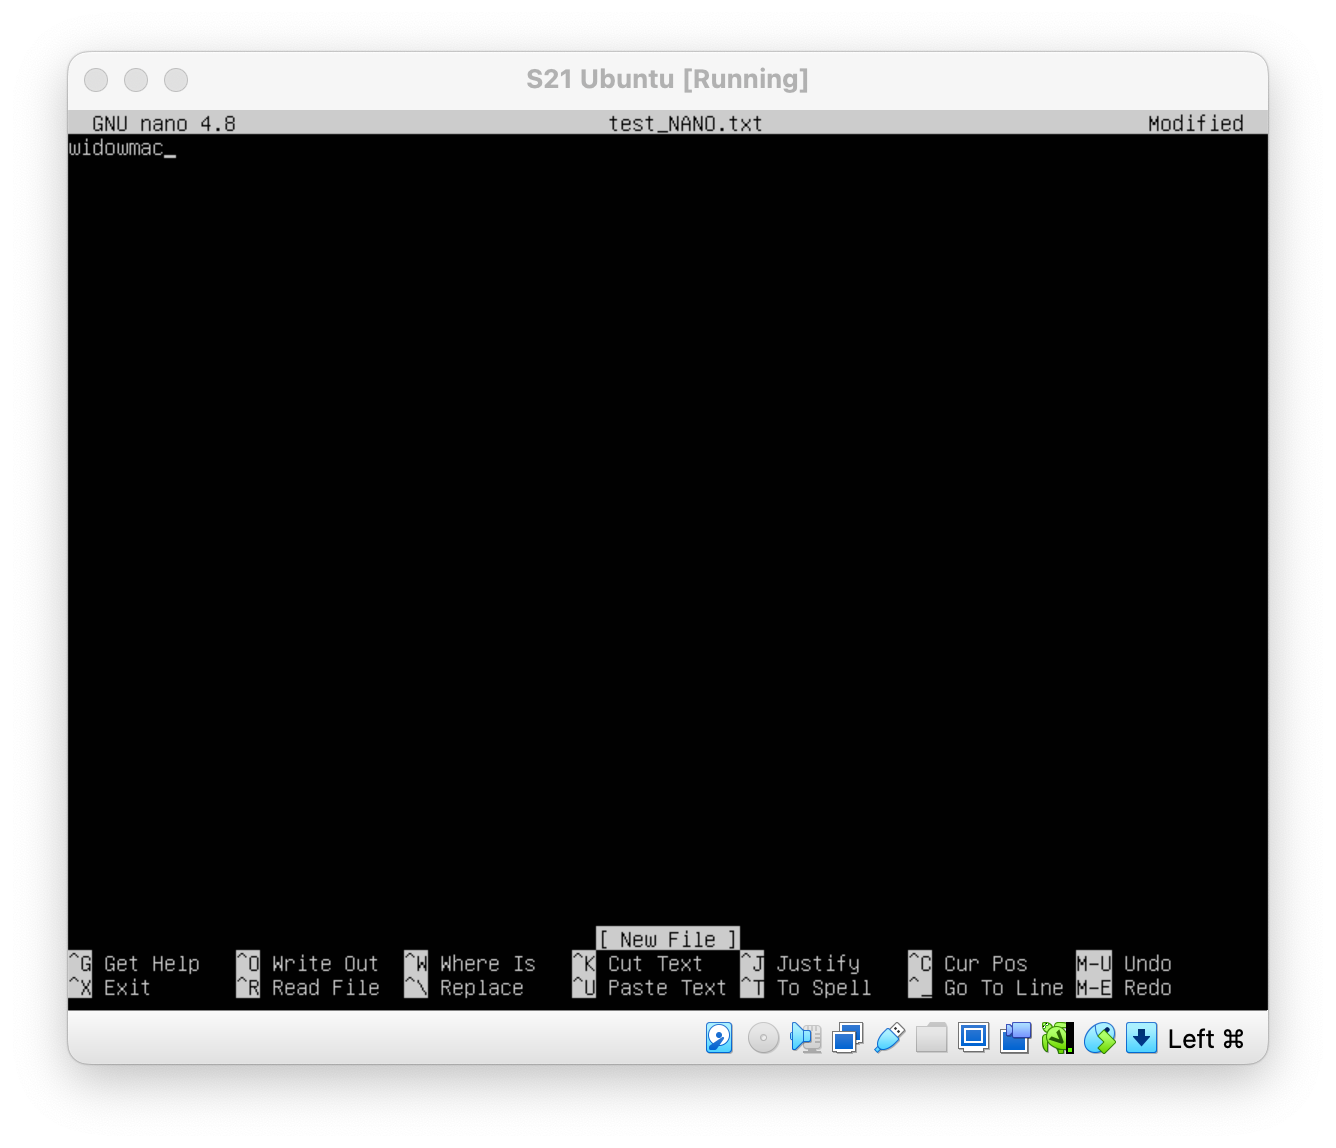 S21 Ubuntu [Running]
GNU nano 4.8 test_NANO.txt Modified
widowmac_
[ New File ]
^G Get Help ^O Write Out ^W Where Is ^K Cut Text ^J Justify ^C Cur Pos M-U Undo
^X Exit ^R Read File ^\ Replace ^U Paste Text ^T To Spell ^_ Go To Line M-E Redo
Left ⌘